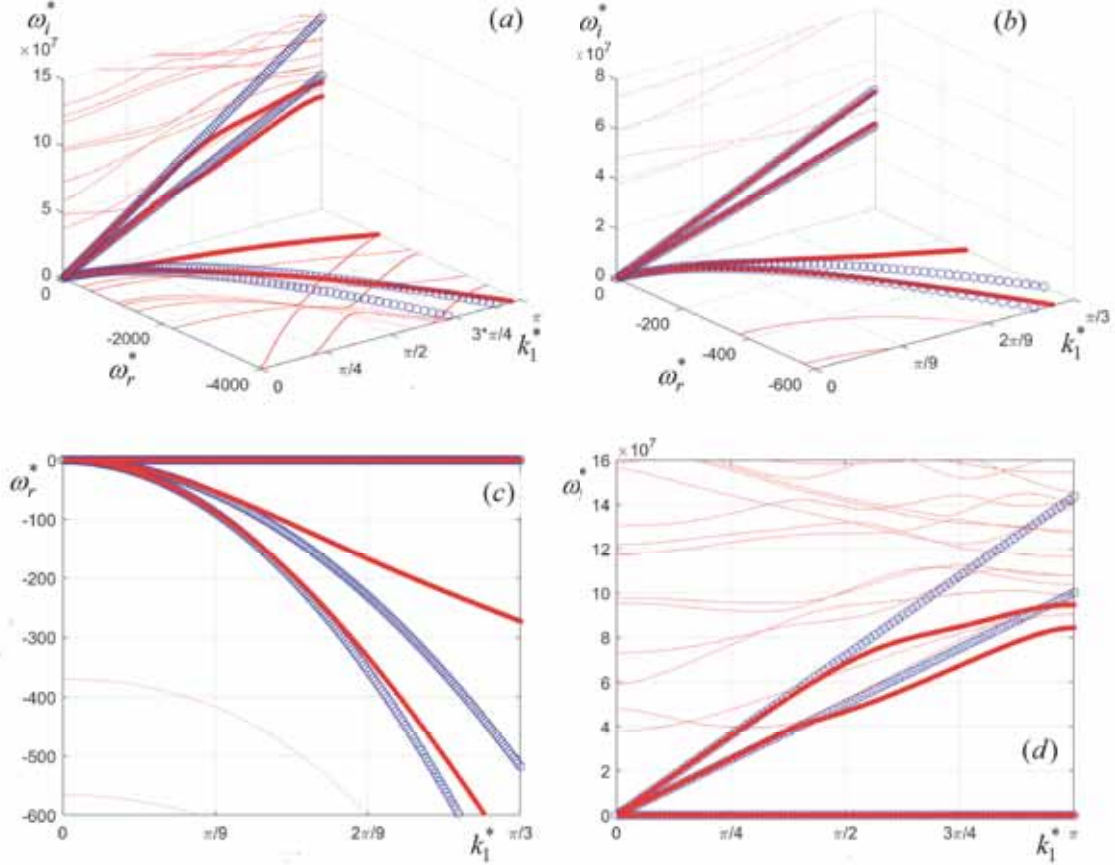 ω_i^* (a)
×10^7
15
10
5
0
0
-2000
-4000
ω_r^*
0
π/4
π/2
3*π/4
π
k_1^*
ω_i^* (b)
×10^7
8
6
4
2
0
0
-200
-400
-600
ω_r^*
0
π/9
2π/9
π/3
k_1^*
0
ω_r^* (c)
-100
-200
-300
-400
-500
-600
0 π/9 2π/9 k_1^* π/3
×10^7
16
ω_i^*
14
12
10
8
6
4
2
(d)
0
0 π/4 π/2 3π/4 k_1^* π